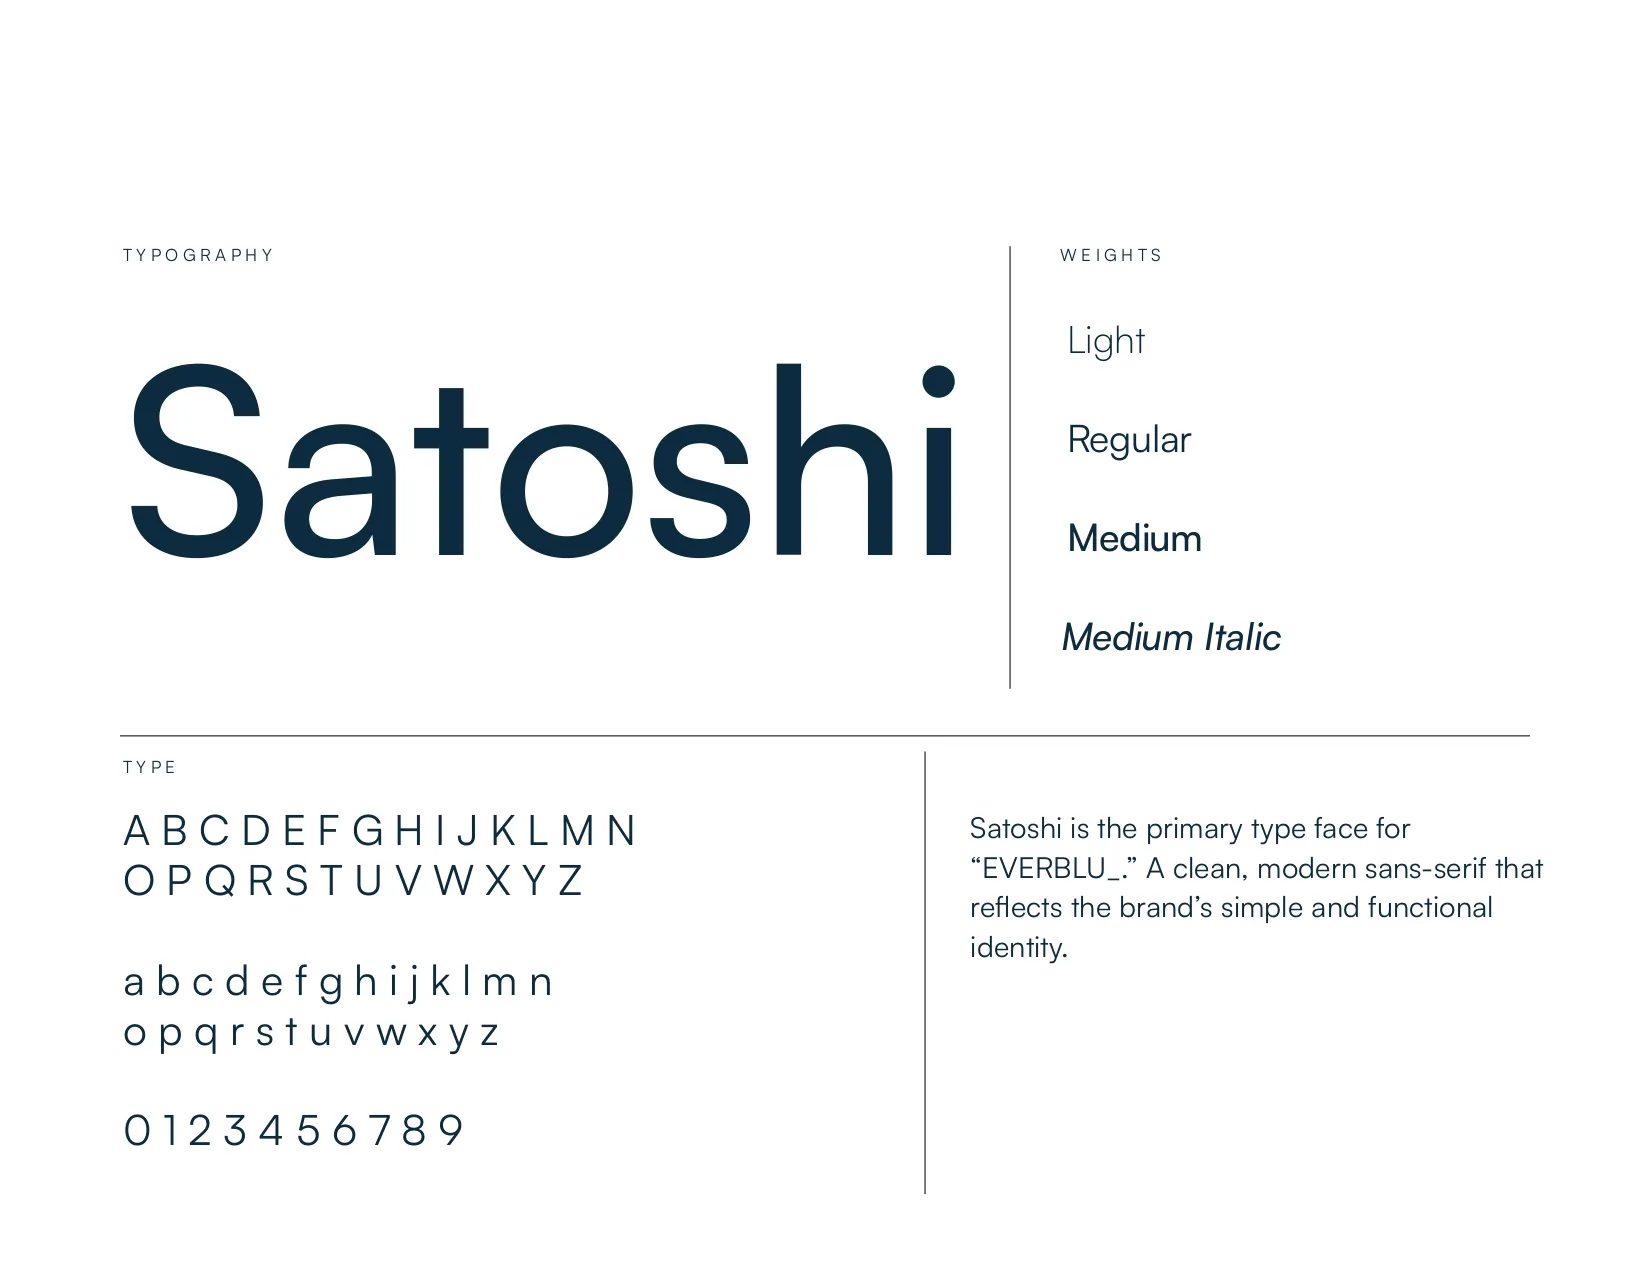 TYPOGRAPHY
Satoshi
WEIGHTS
Light
Regular
Medium
Medium Italic
TYPE
A B C D E F G H I J K L M N
O P Q R S T U V W X Y Z
a b c d e f g h i j k l m n
o p q r s t u v w x y z
0 1 2 3 4 5 6 7 8 9
Satoshi is the primary type face for
“EVERBLU_.” A clean, modern sans-serif that
reflects the brand’s simple and functional
identity.